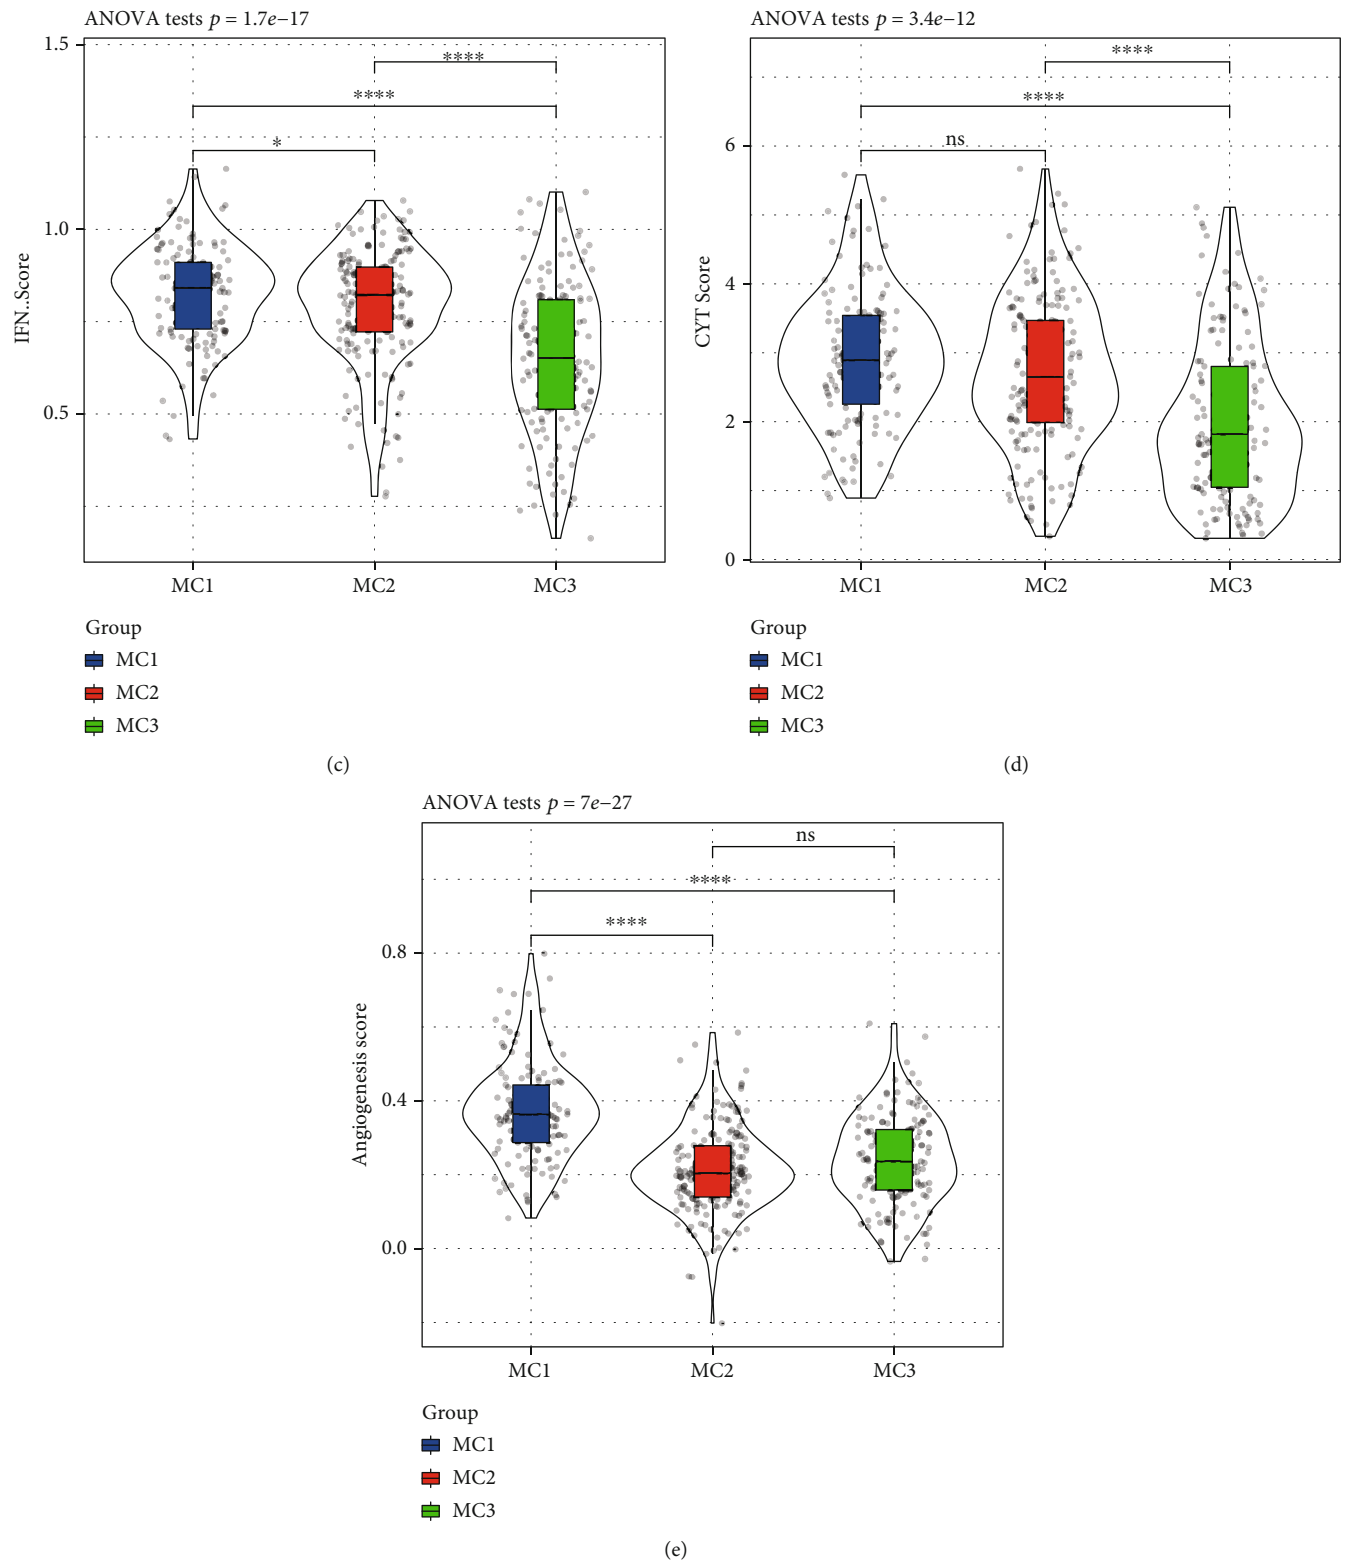 ANOVA tests p = 1.7e−17
IFN..Score
1.5
1.0
0.5
****
****
*
MC1 MC2 MC3
Group
MC1
MC2
MC3
(c)
ANOVA tests p = 3.4e−12
CYT Score
6
4
2
0
****
****
ns
MC1 MC2 MC3
Group
MC1
MC2
MC3
(d)
ANOVA tests p = 7e−27
Angiogenesis score
0.8
0.4
0.0
ns
****
****
MC1 MC2 MC3
Group
MC1
MC2
MC3
(e)